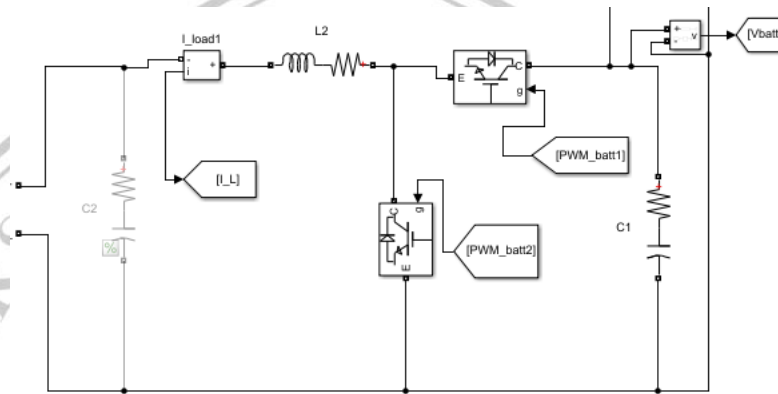 I_load1
L2
[Vbatt
+
-
v
-
+
i
E
C
g
[PWM_batt1]
[I_L]
C2
%
C
g
E
[PWM_batt2]
C1